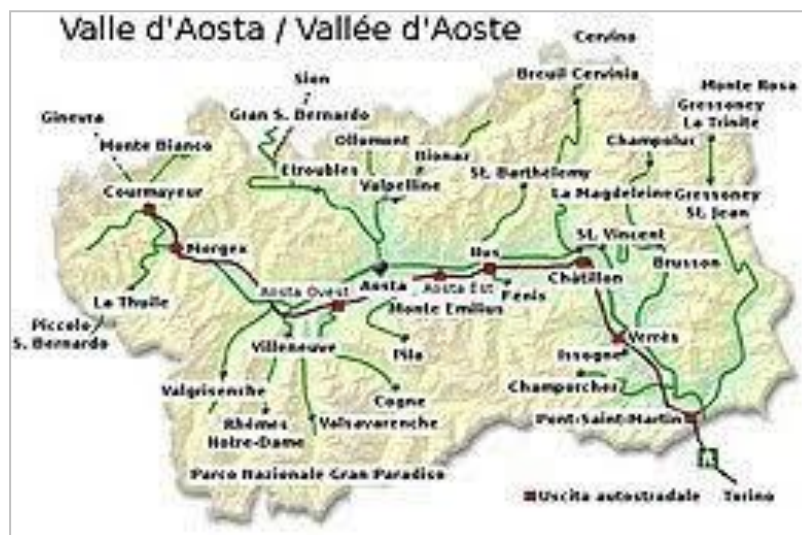 Valle d'Aosta / Vallée d'Aoste
Cervino
Sion
Breuil Cervinia
Monte Rosa
Gran S. Bernardo
Gressoney
La Trinite
Ginevra
Monte Bianco
Ollomont
Champoluc
Bionaz
Etroubles
St. Barthélemy
Courmayeur
Valpelline
La Magdeleine
Gressoney
St. Jean
St. Vincent
Morgex
Nus
Brusson
Aosta
Châtillon
Aosta Ovest
Aosta Est
Fénis
La Thuile
Monte Emilius
Piccolo
S. Bernardo
Verrès
Villeneuve
Pila
Issogne
Valgrisenche
Champorcher
Cogne
Rhêmes
Notre-Dame
Valsavarenche
Pont-Saint-Martin
Parco Nazionale Gran Paradiso
A
Uscita autostradale
Torino